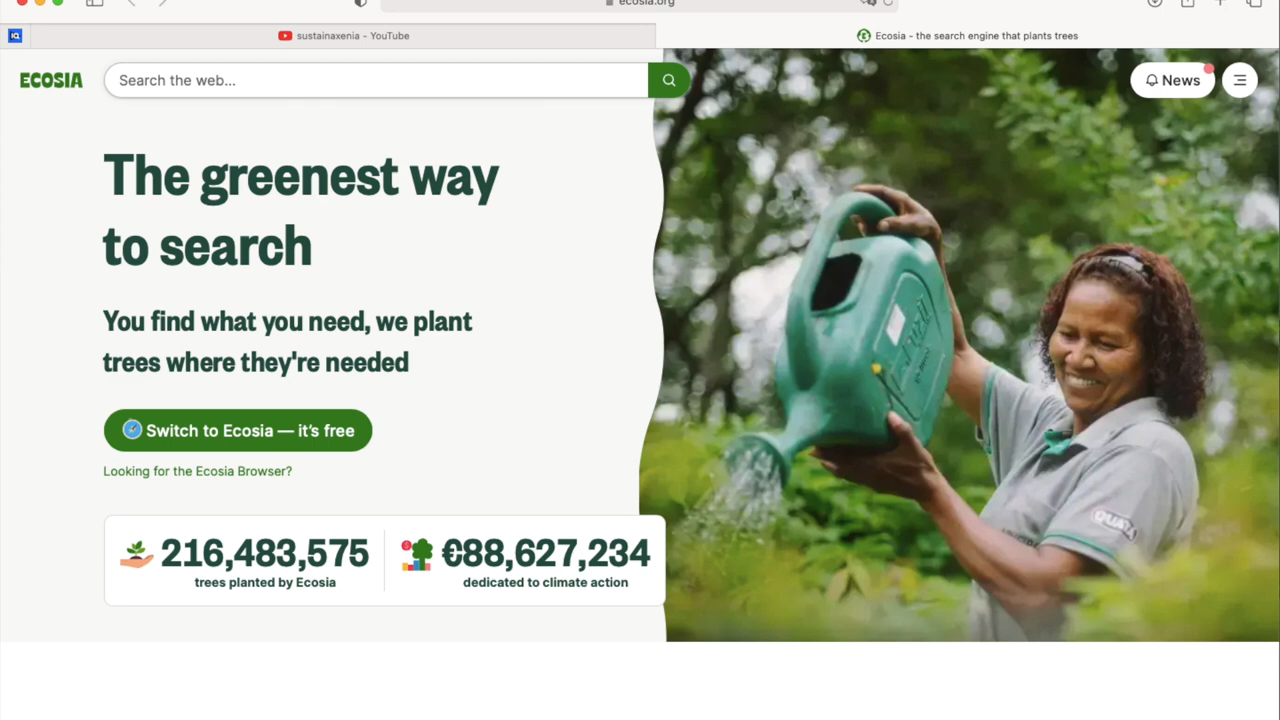 ecosia.org
sustainaxenia - YouTube
Ecosia - the search engine that plants trees
ECOSIA
Search the web...
News
The greenest way
to search
You find what you need, we plant
trees where they're needed
Switch to Ecosia — it's free
Looking for the Ecosia Browser?
216,483,575
trees planted by Ecosia
€88,627,234
dedicated to climate action